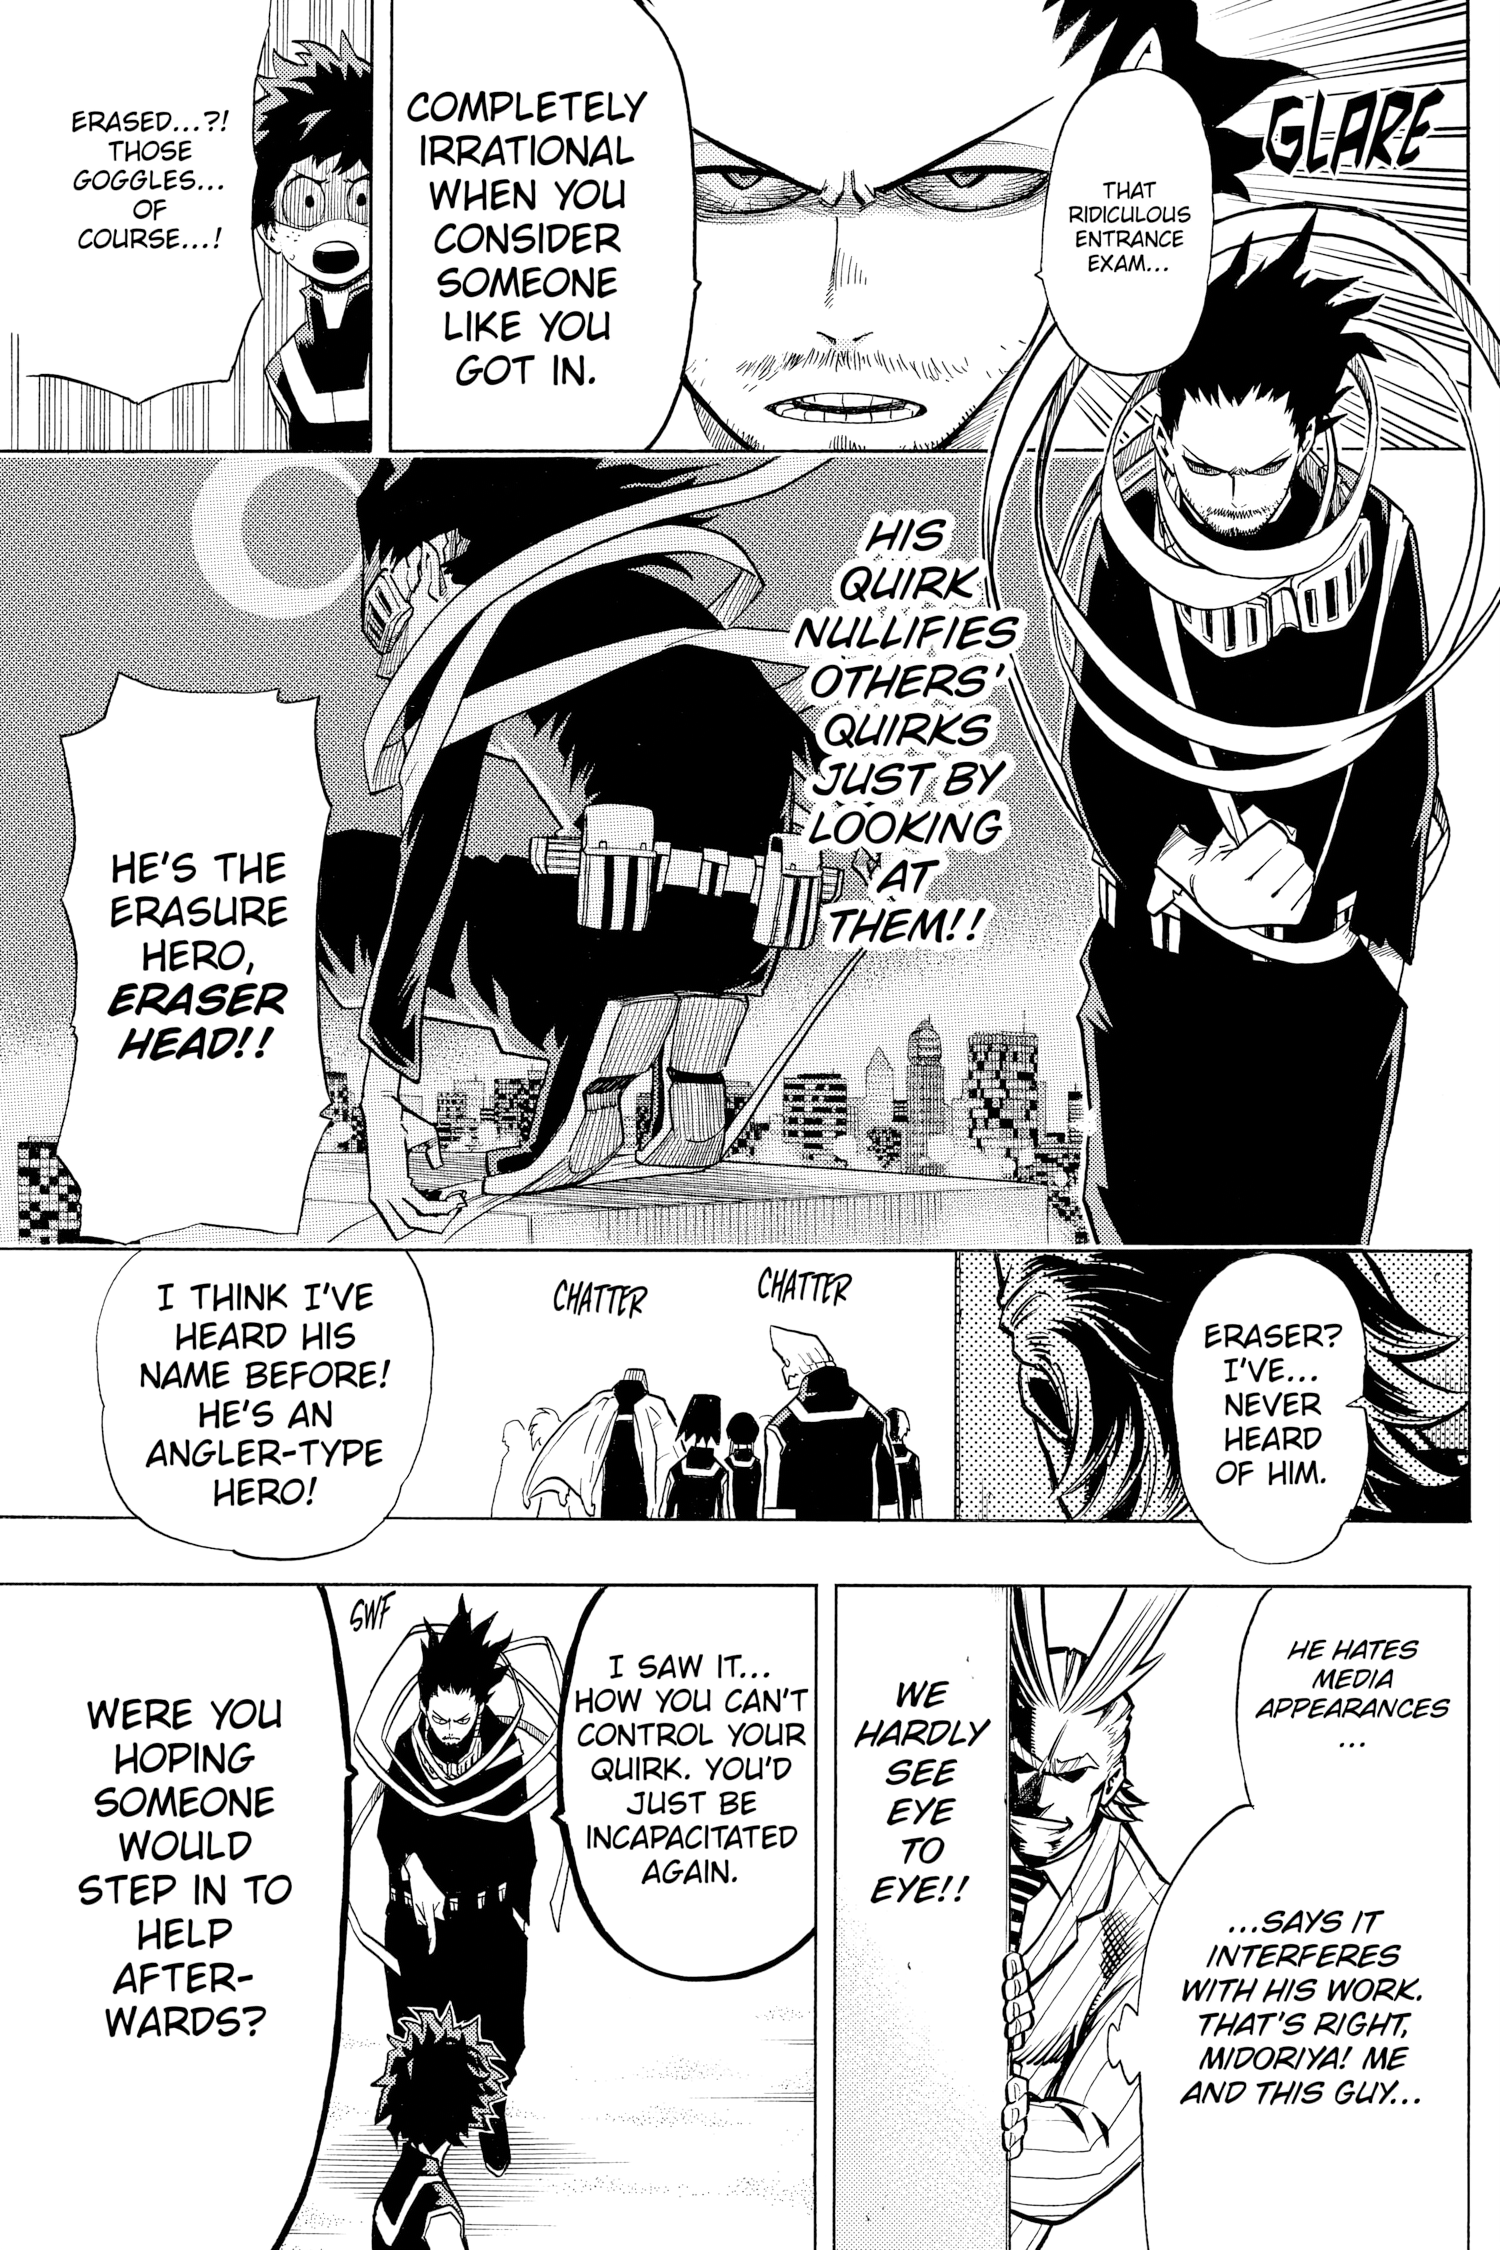 GLARE
THAT
RIDICULOUS
ENTRANCE
EXAM...
COMPLETELY
IRRATIONAL
WHEN YOU
CONSIDER
SOMEONE
LIKE YOU
GOT IN.
ERASED...?!
THOSE
GOGGLES...
OF
COURSE...!
HIS
QUIRK
NULLIFIES
OTHERS'
QUIRKS
JUST BY
LOOKING
AT
THEM!!
HE'S THE
ERASURE
HERO,
ERASER
HEAD!!
ERASER?
I'VE...
NEVER
HEARD
OF HIM.
CHATTER
CHATTER
I THINK I'VE
HEARD HIS
NAME BEFORE!
HE'S AN
ANGLER-TYPE
HERO!
HE HATES
MEDIA
APPEARANCES
...
...SAYS IT
INTERFERES
WITH HIS WORK.
THAT'S RIGHT,
MIDORIYA! ME
AND THIS GUY...
WE
HARDLY
SEE
EYE
TO
EYE!!
I SAW IT...
HOW YOU CAN'T
CONTROL YOUR
QUIRK. YOU'D
JUST BE
INCAPACITATED
AGAIN.
SWF
WERE YOU
HOPING
SOMEONE
WOULD
STEP IN TO
HELP
AFTER-
WARDS?